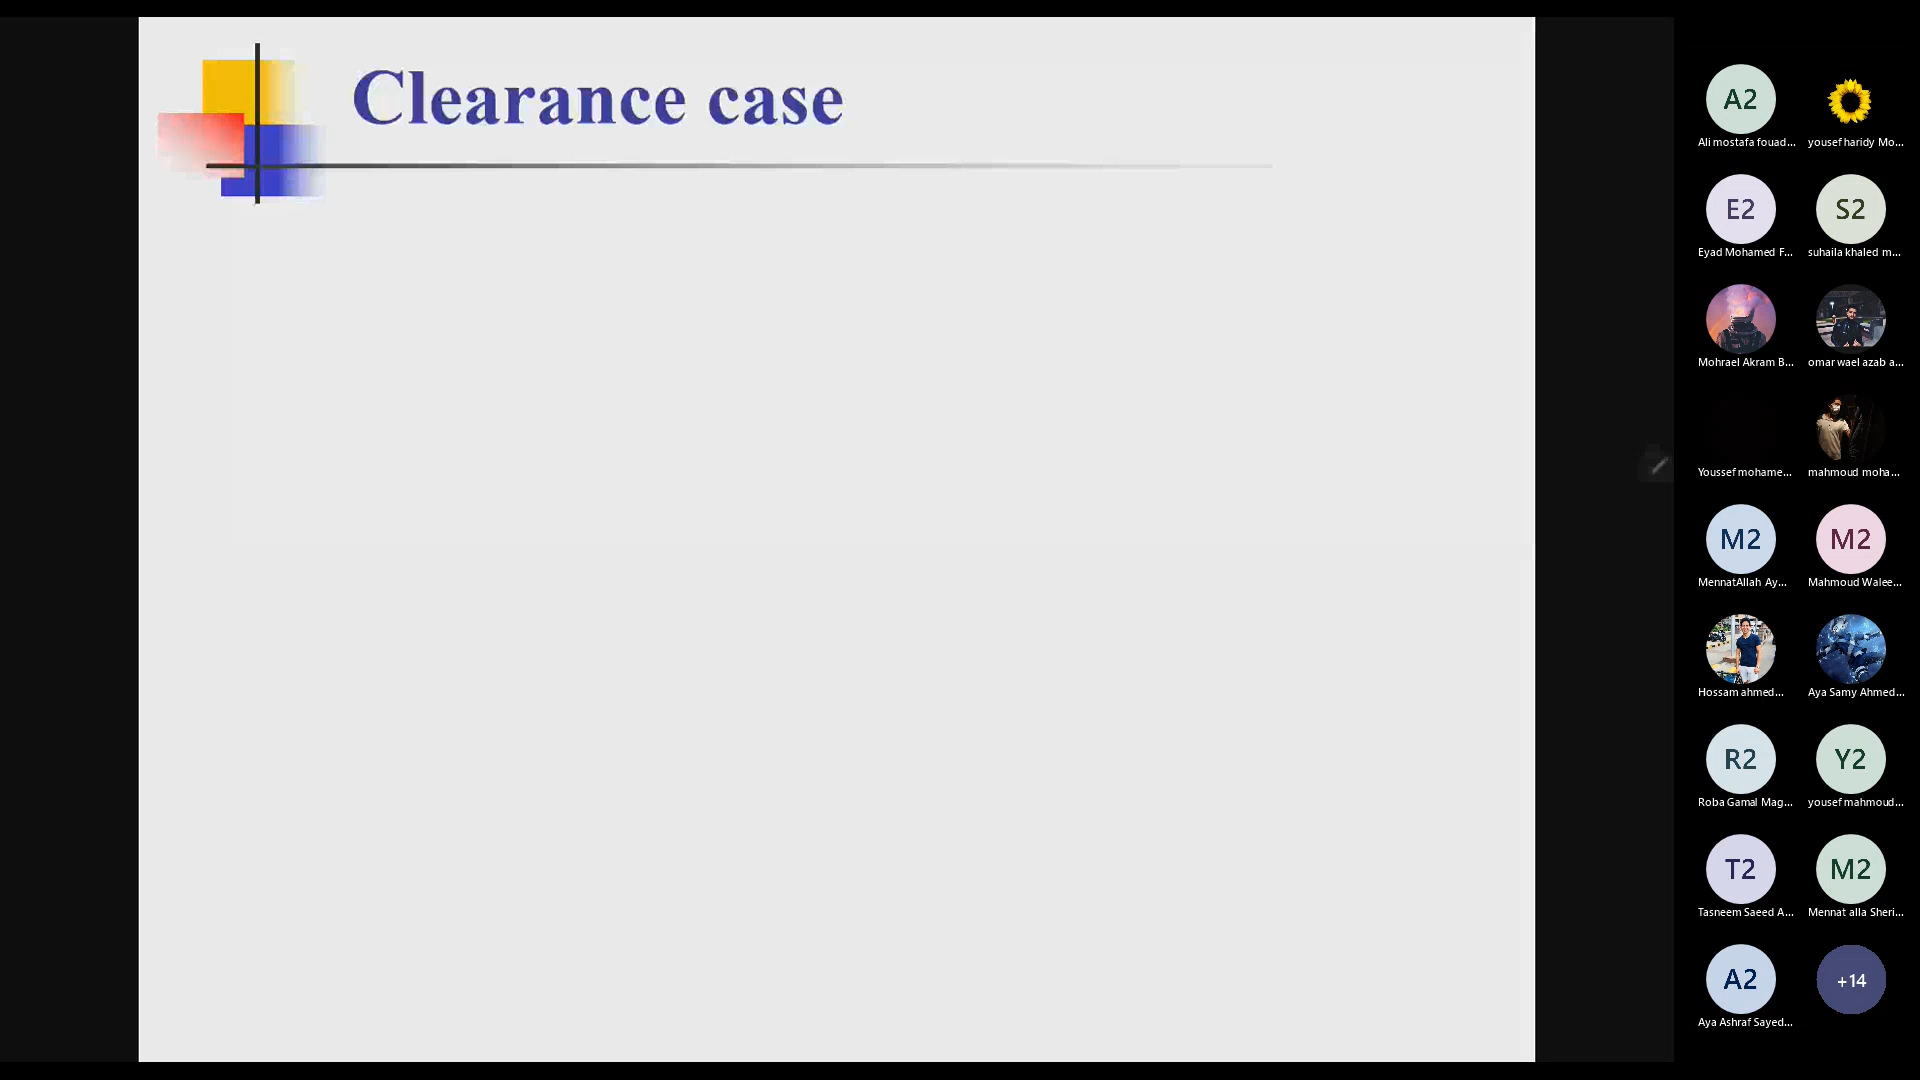 Clearance case
A2
Ali mostafa fouad...
yousef haridy Mo...
E2
S2
Eyad Mohamed F...
suhaila khaled m...
Mohrael Akram B...
omar wael azab a...
Youssef mohame...
mahmoud moha...
M2
M2
MennatAllah Ay...
Mahmoud Walee...
Hossam ahmed...
Aya Samy Ahmed...
R2
Y2
Roba Gamal Mag...
yousef mahmoud...
T2
M2
Tasneem Saeed A...
Mennat alla Sheri...
A2
+14
Aya Ashraf Sayed...